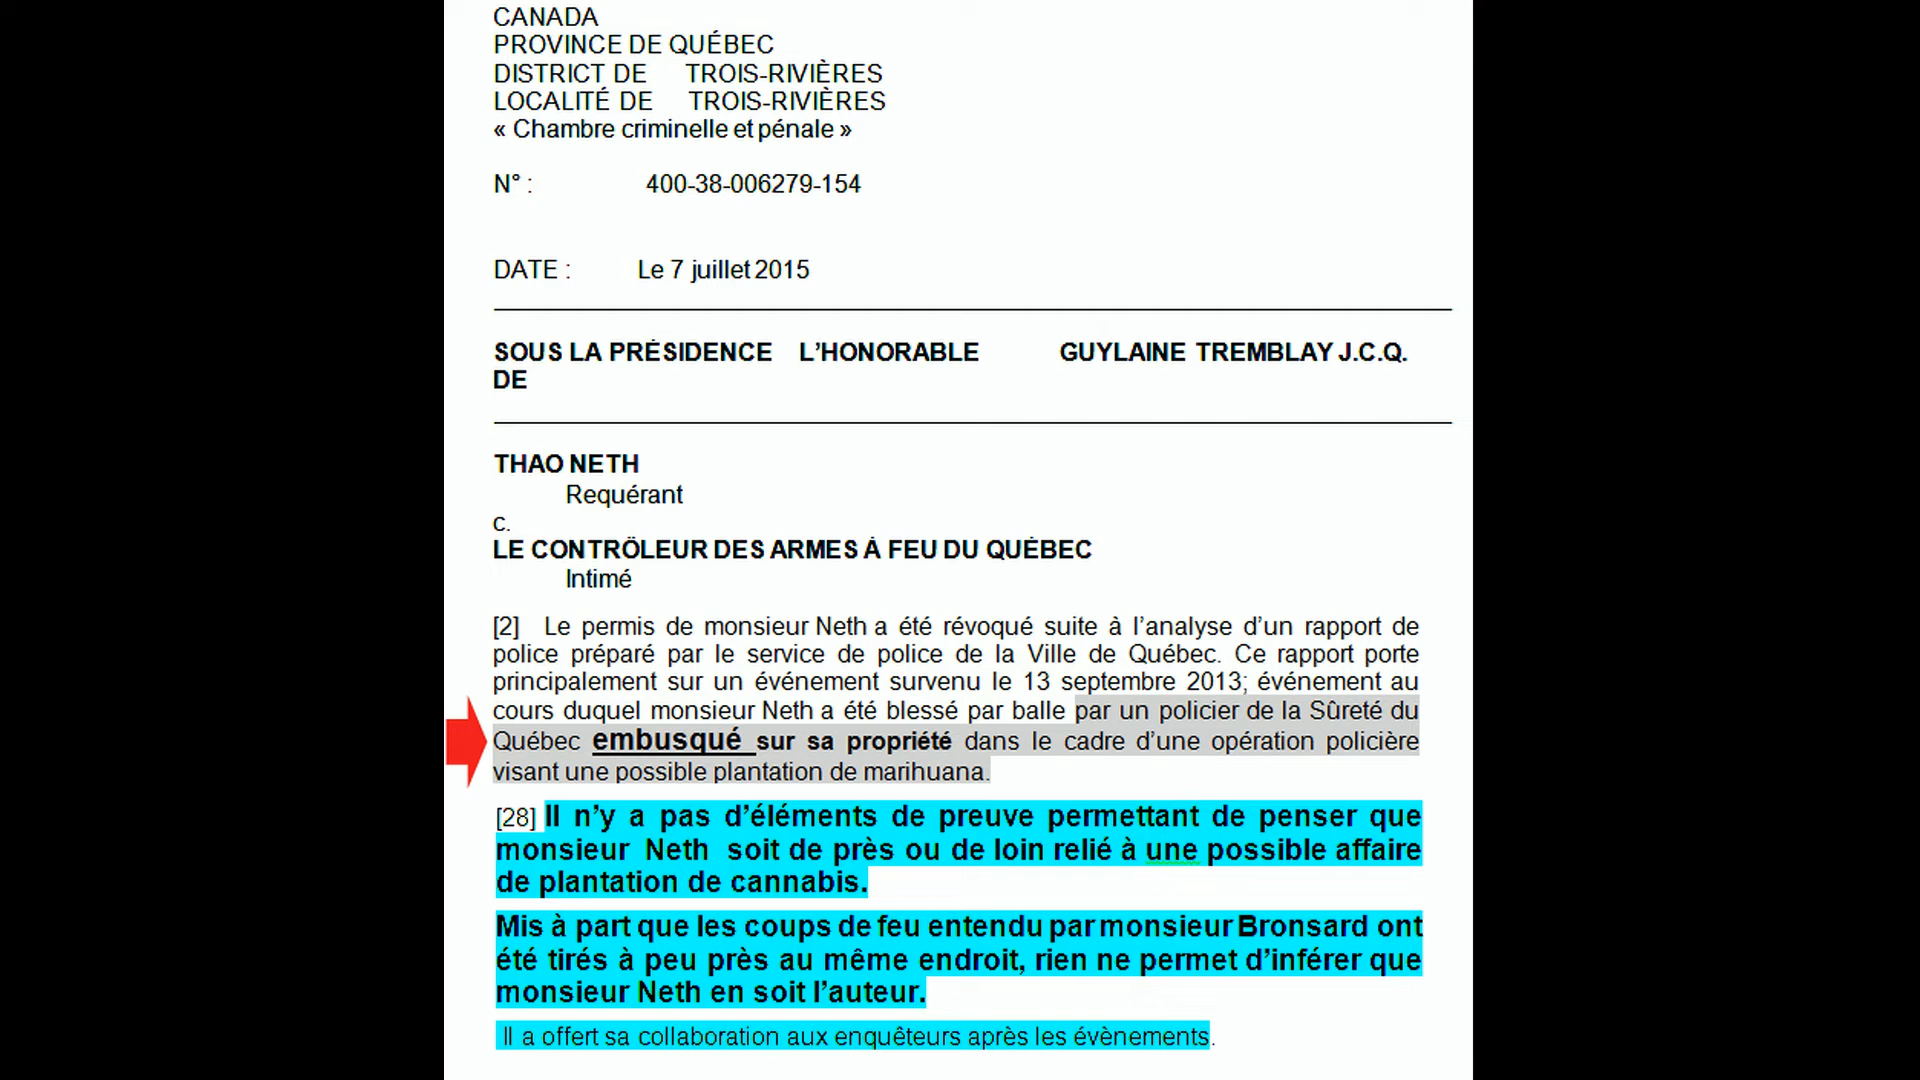 CANADA
PROVINCE DE QUÉBEC
DISTRICT DE TROIS-RIVIÈRES
LOCALITÉ DE TROIS-RIVIÈRES
« Chambre criminelle et pénale »
N° : 400-38-006279-154
DATE : Le 7 juillet 2015
SOUS LA PRÉSIDENCE L'HONORABLE GUYLAINE TREMBLAY J.C.Q.
DE
THAO NETH
Requérant
c.
LE CONTRÔLEUR DES ARMES À FEU DU QUÉBEC
Intimé
[2] Le permis de monsieur Neth a été révoqué suite à l'analyse d'un rapport de
police préparé par le service de police de la Ville de Québec. Ce rapport porte
principalement sur un événement survenu le 13 septembre 2013; événement au
cours duquel monsieur Neth a été blessé par balle par un policier de la Sûreté du
Québec embusqué sur sa propriété dans le cadre d'une opération policière
visant une possible plantation de marihuana.
[28] Il n'y a pas d'éléments de preuve permettant de penser que
monsieur Neth soit de près ou de loin relié à une possible affaire
de plantation de cannabis.
Mis à part que les coups de feu entendu par monsieur Bronsard ont
été tirés à peu près au même endroit, rien ne permet d'inférer que
monsieur Neth en soit l'auteur.
Il a offert sa collaboration aux enquêteurs après les évènements.